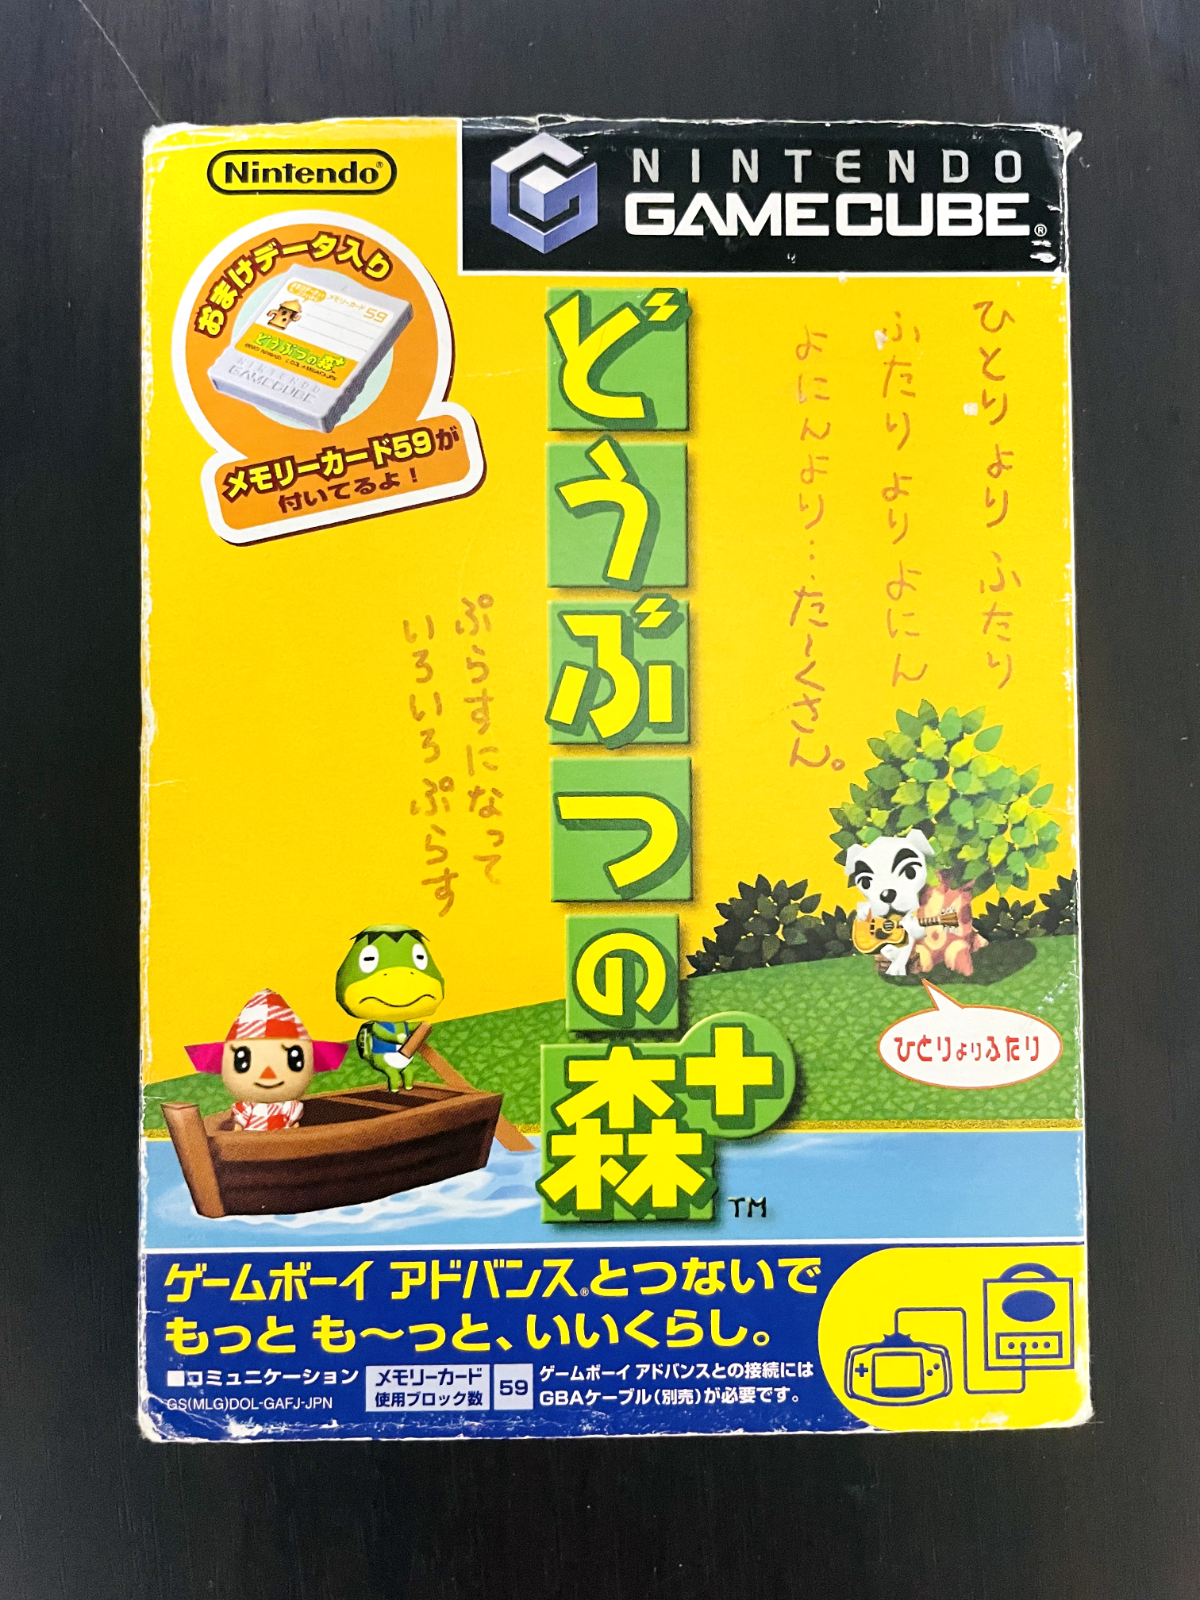 Nintendo®
NINTENDO
GAMECUBE®
おまけデータ入り
メモリーカード59
どうぶつの森+
NINTENDO
GAMECUBE
メモリーカード59が
付いてるよ!
どうぶつの森+
TM
ひとりよりふたり
ふたりよりよにん
よにんより…たーくさん。
ぷらすになって
いろいろぷらす
ひとりよりふたり
ゲームボーイ アドバンス®とつないで
もっと も〜っと、いいくらし。
■コミュニケーション
GS(MLG)DOL-GAFJ-JPN
メモリーカード
使用ブロック数
59
ゲームボーイ アドバンスとの接続には
GBAケーブル(別売)が必要です。